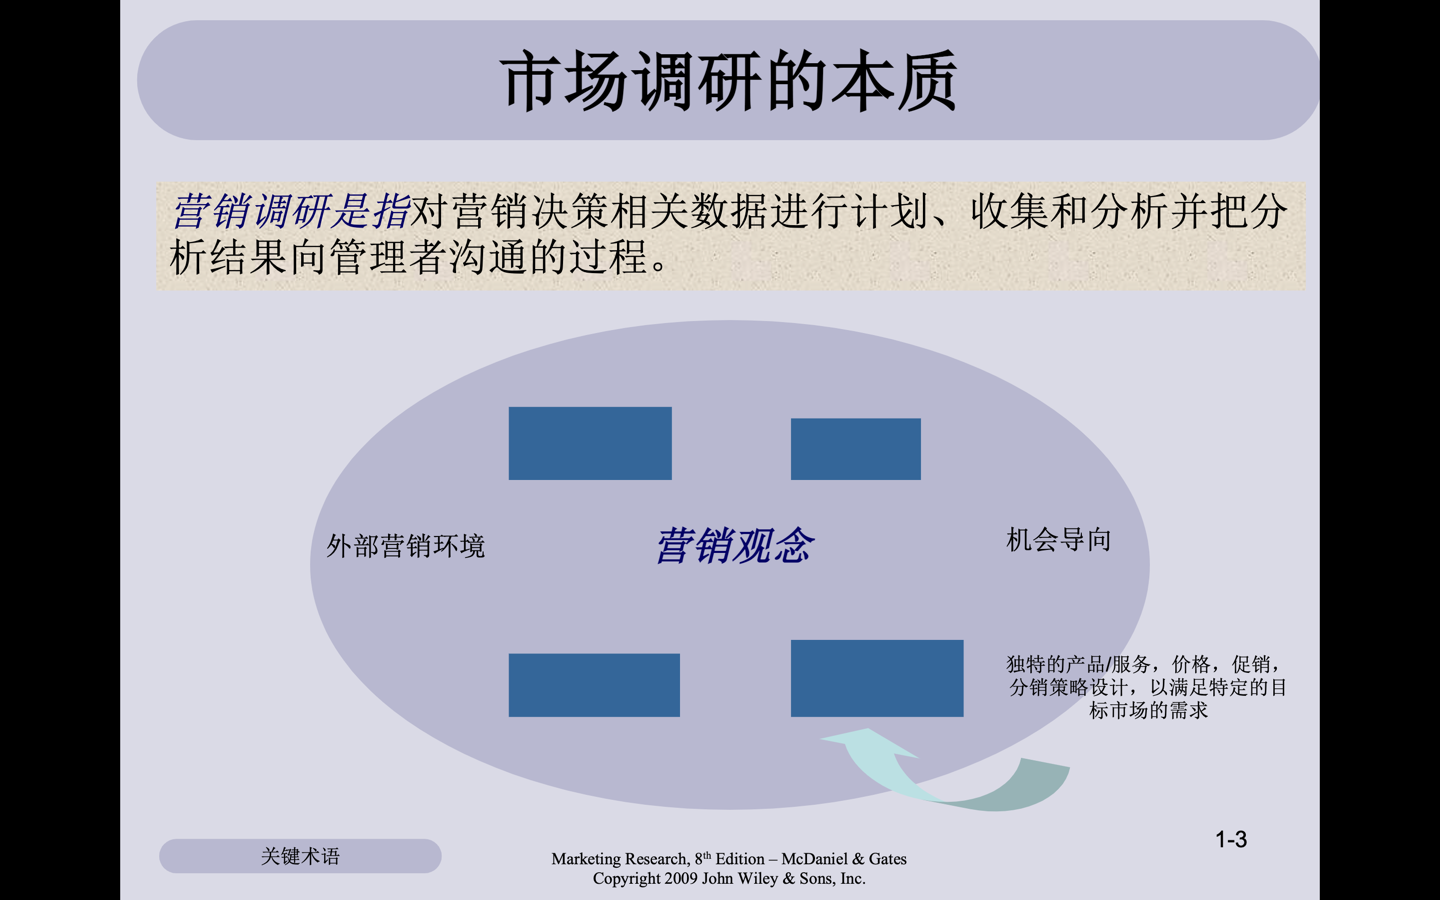 市场调研的本质
营销调研是指对营销决策相关数据进行计划、收集和分析并把分
析结果向管理者沟通的过程。
外部营销环境
营销观念
机会导向
独特的产品/服务，价格，促销，
分销策略设计，以满足特定的目
标市场的需求
关键术语
Marketing Research, 8th Edition – McDaniel & Gates
Copyright 2009 John Wiley & Sons, Inc.
1-3